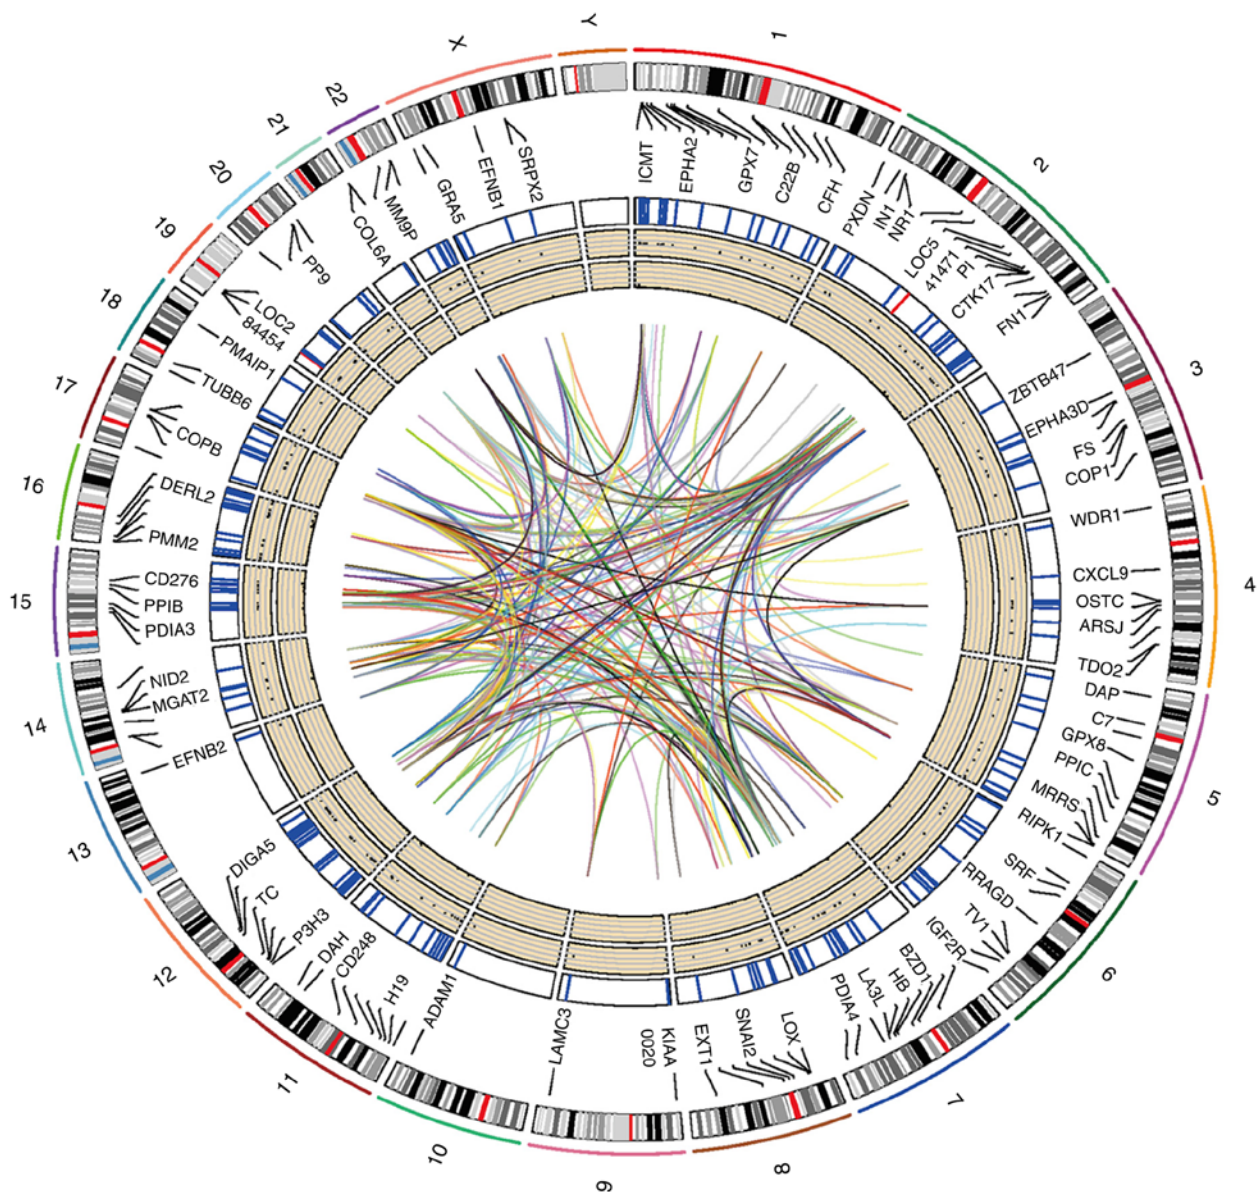 1
2
3
4
5
6
7
8
9
10
11
12
13
14
15
16
17
18
19
20
21
22
X
Y
ICMT
EPHA2
GPX7
C22B
CFH
PXDN
IN1
NR1
LOC5
41471
PI
CTK17
FN1
ZBTB47
EPHA3D
FS
COP1
WDR1
CXCL9
OSTC
ARSJ
TDO2
DAP
C7
GPX8
PPIC
MRRS
RIPK1
SRF
RRAGD
TV1
IGF2R
BZD1
HB
LA3L
PDIA4
LOX
SNAI2
EXT1
KIAA
0020
LAMC3
ADAM1
H19
CD248
DAH
P3H3
TC
DIGA5
EFNB2
MGAT2
NID2
PDIA3
PPIB
CD276
PMM2
DERL2
COPB
TUBB6
PMAIP1
LOC2
84454
PP9
COL6A
MM9P
GRA5
EFNB1
SRPX2